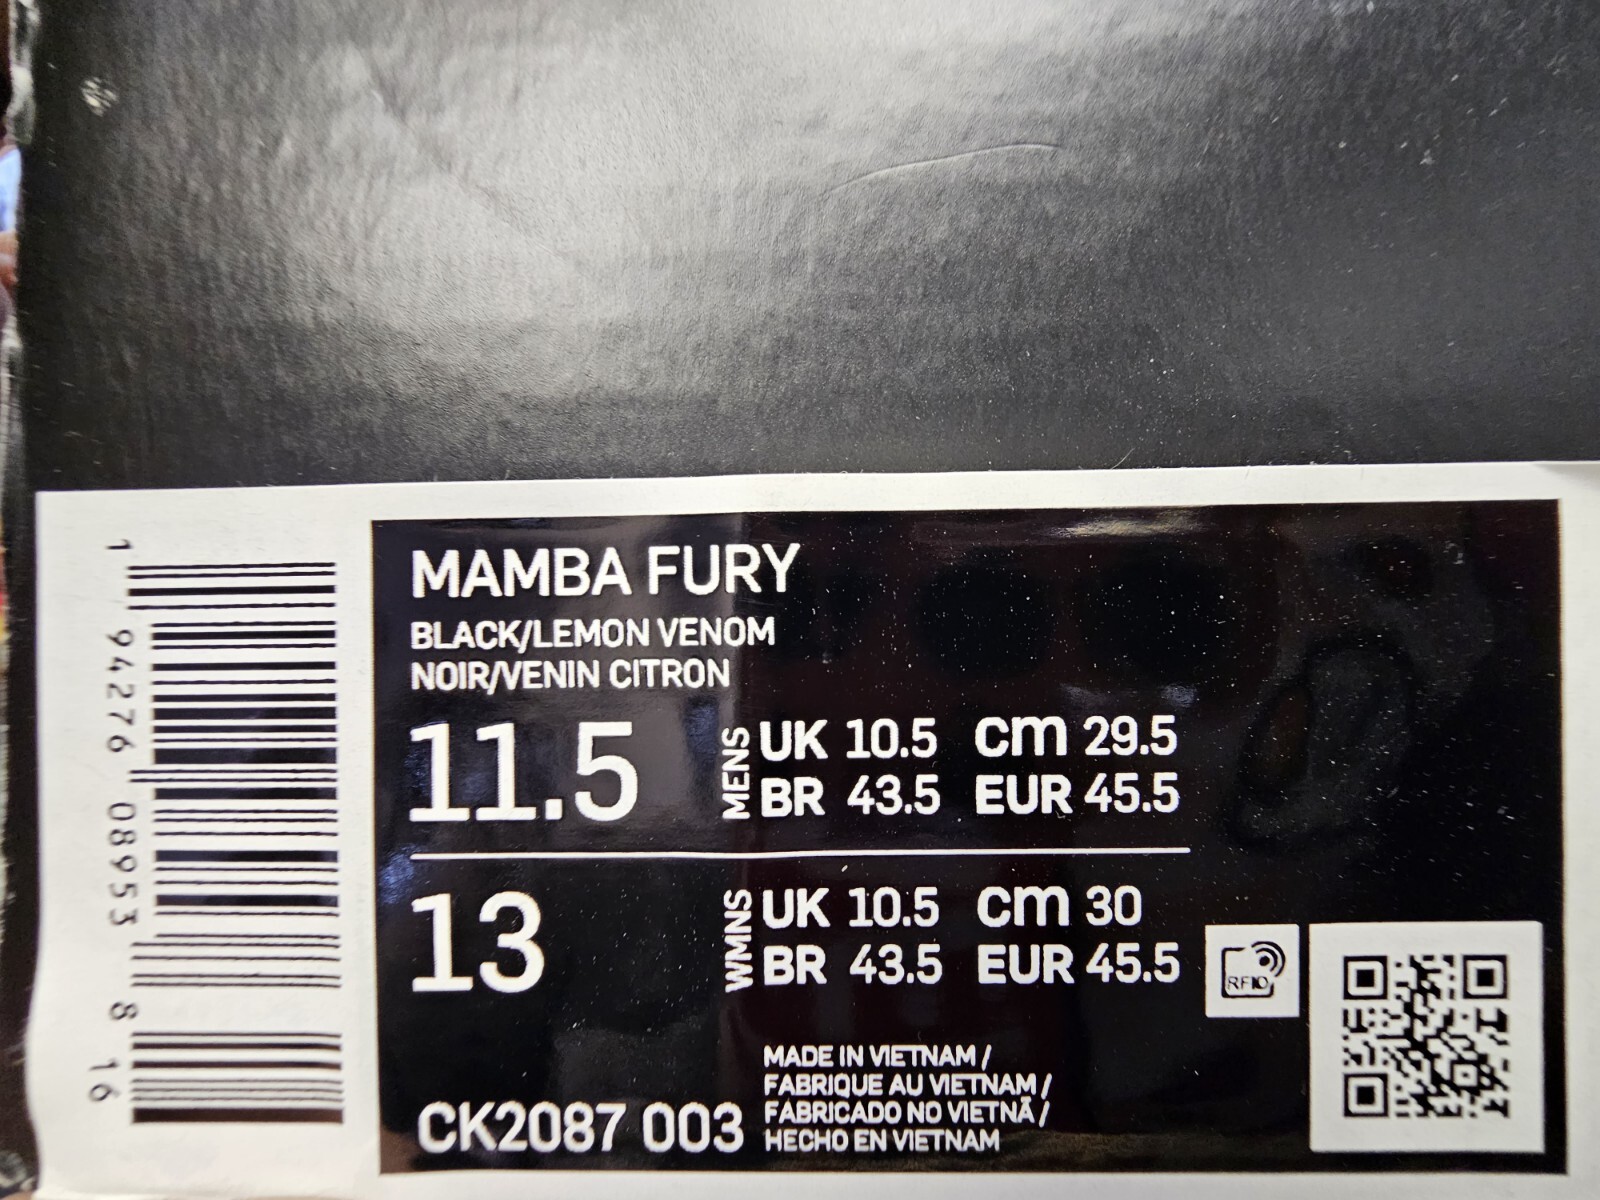 MAMBA FURY
BLACK/LEMON VENOM
NOIR/VENIN CITRON
11.5 MENS UK 10.5 cm 29.5
BR 43.5 EUR 45.5
13 WMNS UK 10.5 cm 30
BR 43.5 EUR 45.5
RFID
MADE IN VIETNAM /
FABRIQUE AU VIETNAM /
FABRICADO NO VIETNÃ /
HECHO EN VIETNAM
CK2087 003
1 94276 08953 8 16